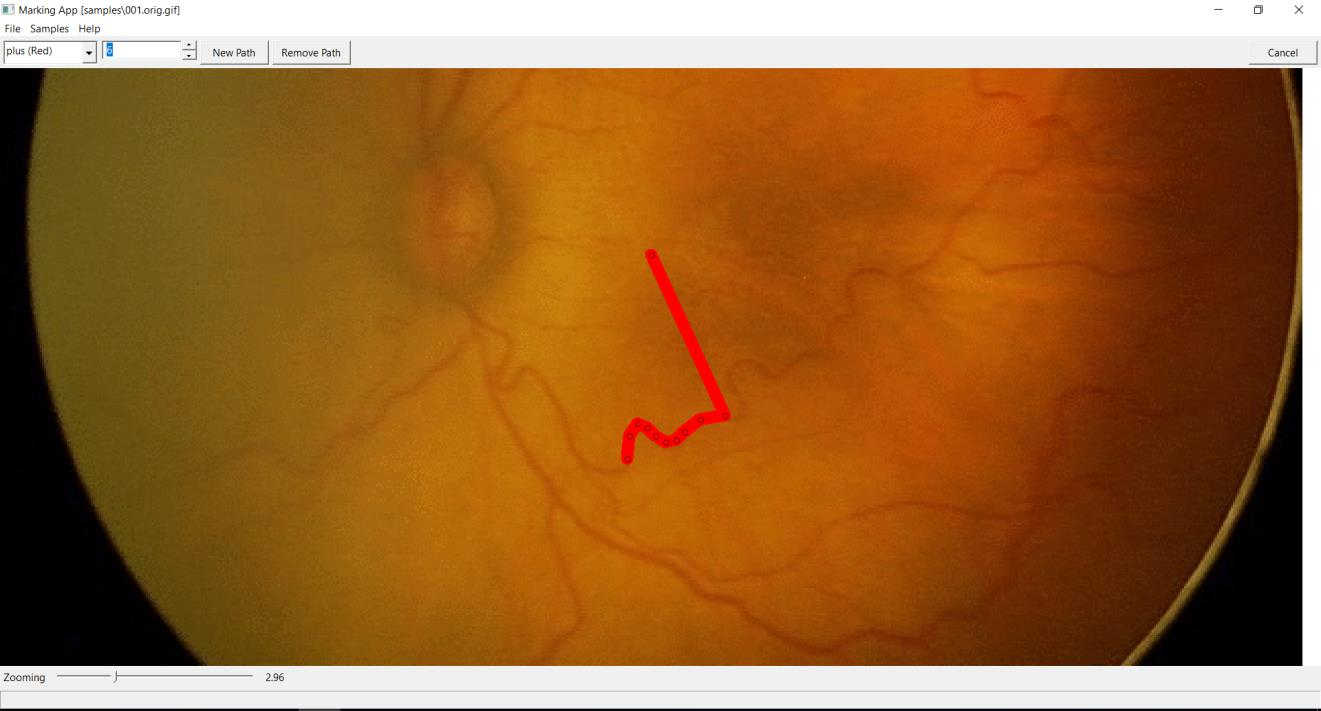 Marking App [samples\001.orig.gif]
File Samples Help
plus (Red) 6 New Path Remove Path Cancel
Zooming 2.96